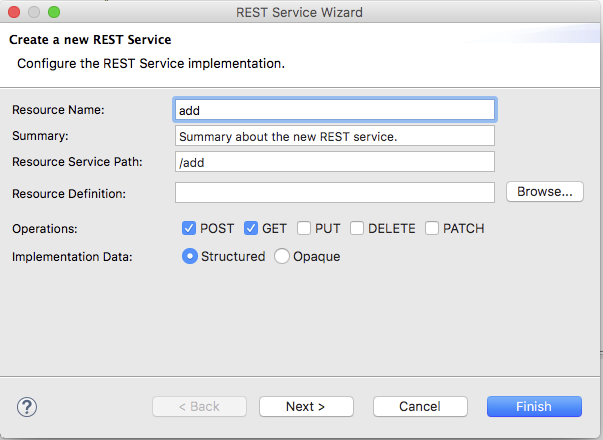 REST Service Wizard
Create a new REST Service
Configure the REST Service implementation.
Resource Name: add
Summary: Summary about the new REST service.
Resource Service Path: /add
Resource Definition: Browse...
Operations: POST GET PUT DELETE PATCH
Implementation Data: Structured Opaque
? < Back Next > Cancel Finish